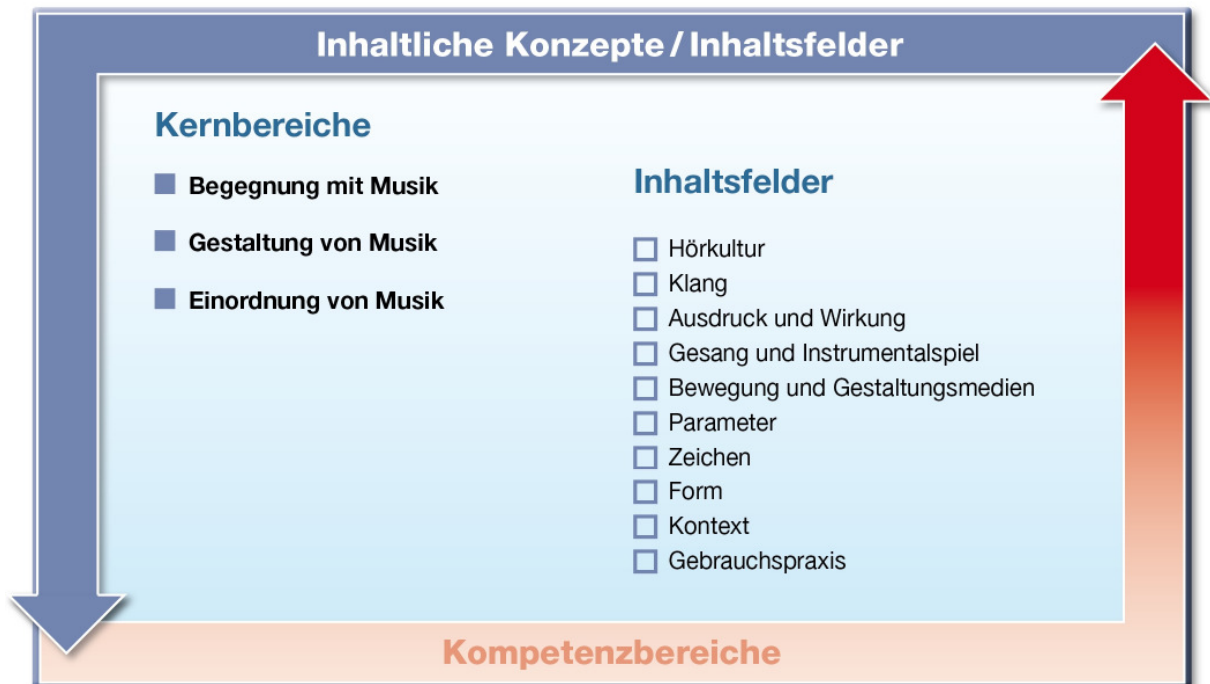 Inhaltliche Konzepte / Inhaltsfelder
Kernbereiche
Begegnung mit Musik
Gestaltung von Musik
Einordnung von Musik
Inhaltsfelder
Hörkultur
Klang
Ausdruck und Wirkung
Gesang und Instrumentalspiel
Bewegung und Gestaltungsmedien
Parameter
Zeichen
Form
Kontext
Gebrauchspraxis
Kompetenzbereiche